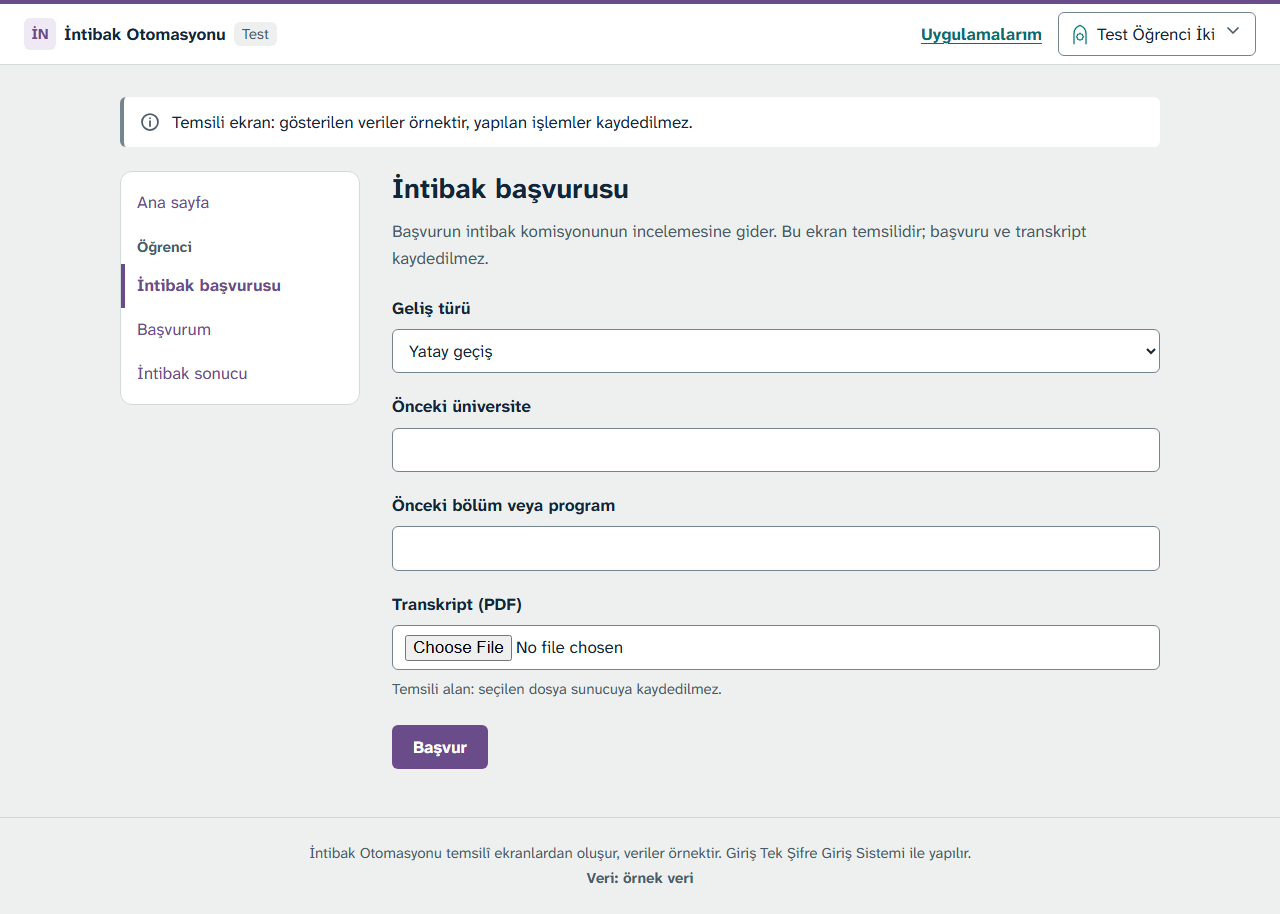 İN İntibak Otomasyonu Test
Uygulamalarım
Test Öğrenci İki
Temsili ekran: gösterilen veriler örnektir, yapılan işlemler kaydedilmez.
Ana sayfa
Öğrenci
İntibak başvurusu
Başvurum
İntibak sonucu
İntibak başvurusu
Başvurun intibak komisyonunun incelemesine gider. Bu ekran temsilidir; başvuru ve transkript
kaydedilmez.
Geliş türü
Yatay geçiş
Önceki üniversite
Önceki bölüm veya program
Transkript (PDF)
Choose File No file chosen
Temsili alan: seçilen dosya sunucuya kaydedilmez.
Başvur
İntibak Otomasyonu temsilî ekranlardan oluşur, veriler örnektir. Giriş Tek Şifre Giriş Sistemi ile yapılır.
Veri: örnek veri